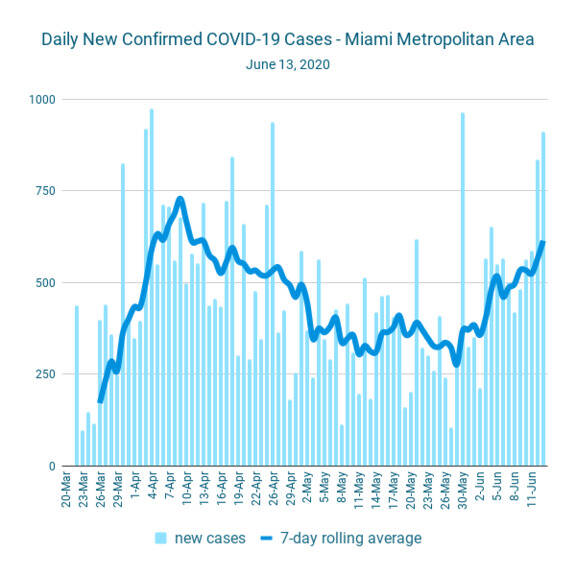 Daily New Confirmed COVID-19 Cases - Miami Metropolitan Area
June 13, 2020
1000
750
500
250
0
20-Mar
23-Mar
26-Mar
29-Mar
1-Apr
4-Apr
7-Apr
10-Apr
13-Apr
16-Apr
19-Apr
22-Apr
26-Apr
29-Apr
2-May
5-May
8-May
11-May
14-May
17-May
20-May
23-May
26-May
30-May
2-Jun
5-Jun
8-Jun
11-Jun
new cases 7-day rolling average